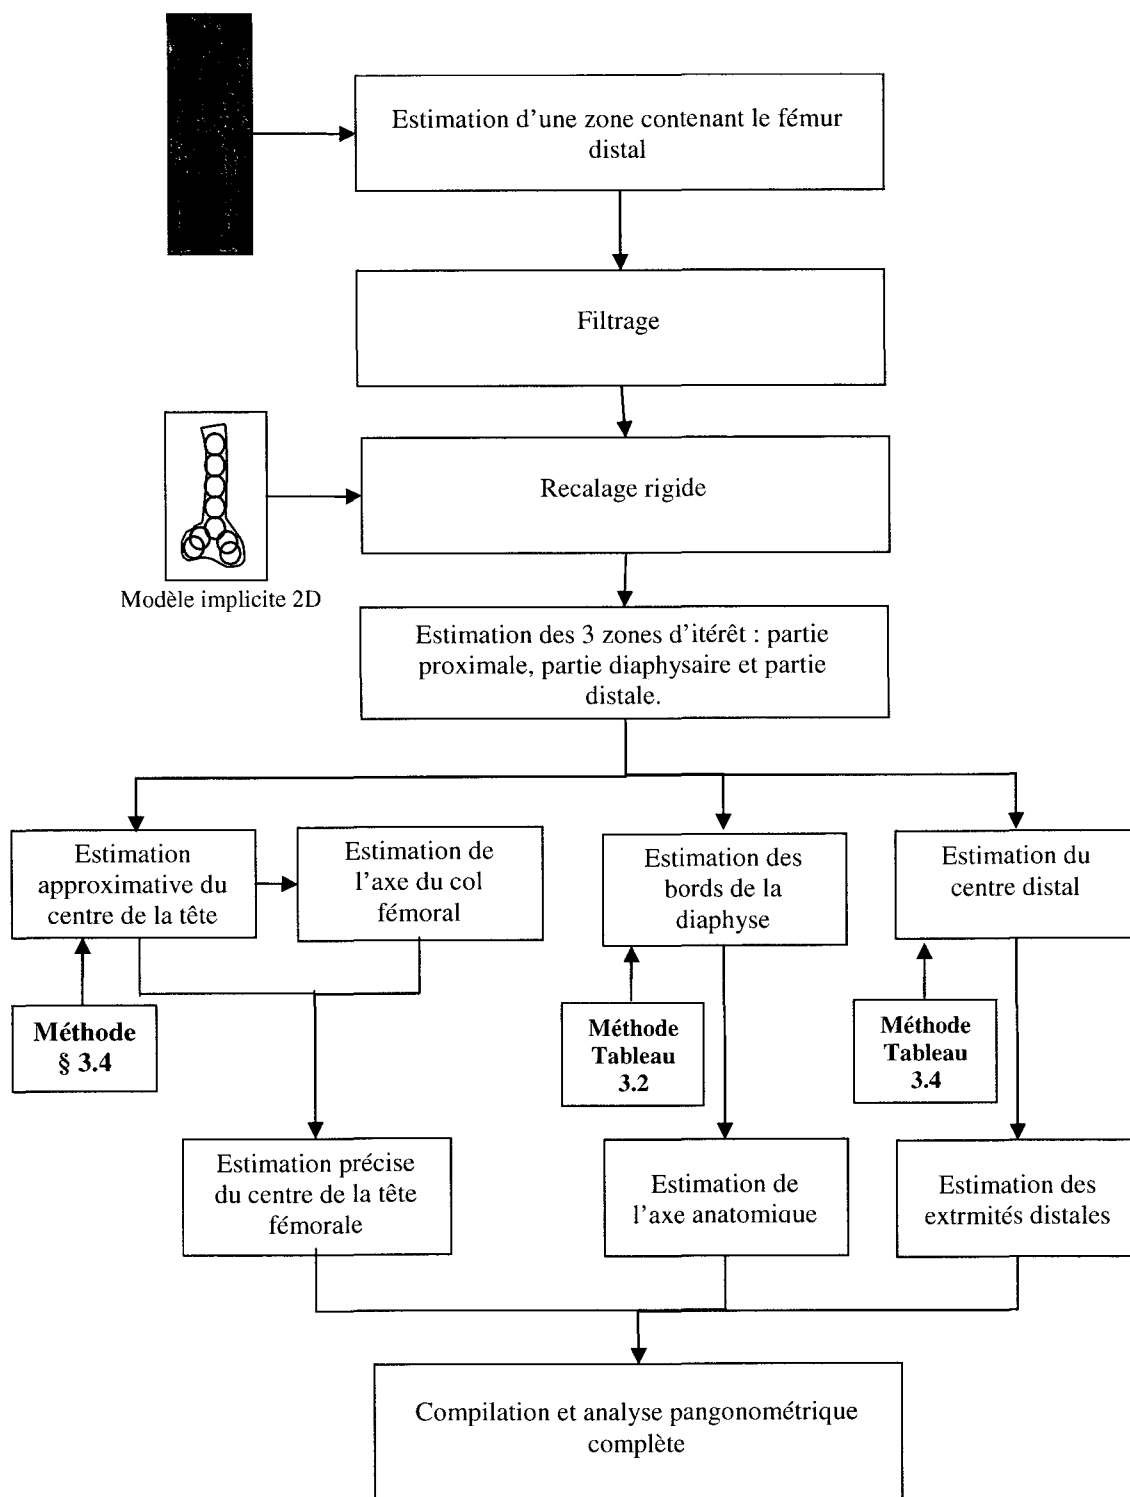 Estimation d'une zone contenant le fémur
distal
Filtrage
Recalage rigide
Modèle implicite 2D
Estimation des 3 zones d'itérêt : partie
proximale, partie diaphysaire et partie
distale.
Estimation
approximative du
centre de la tête
Estimation de
l'axe du col
fémoral
Estimation des
bords de la
diaphyse
Estimation du
centre distal
Méthode
§ 3.4
Méthode
Tableau
3.2
Méthode
Tableau
3.4
Estimation précise
du centre de la tête
fémorale
Estimation de
l'axe anatomique
Estimation des
extrmités distales
Compilation et analyse pangonométrique
complète